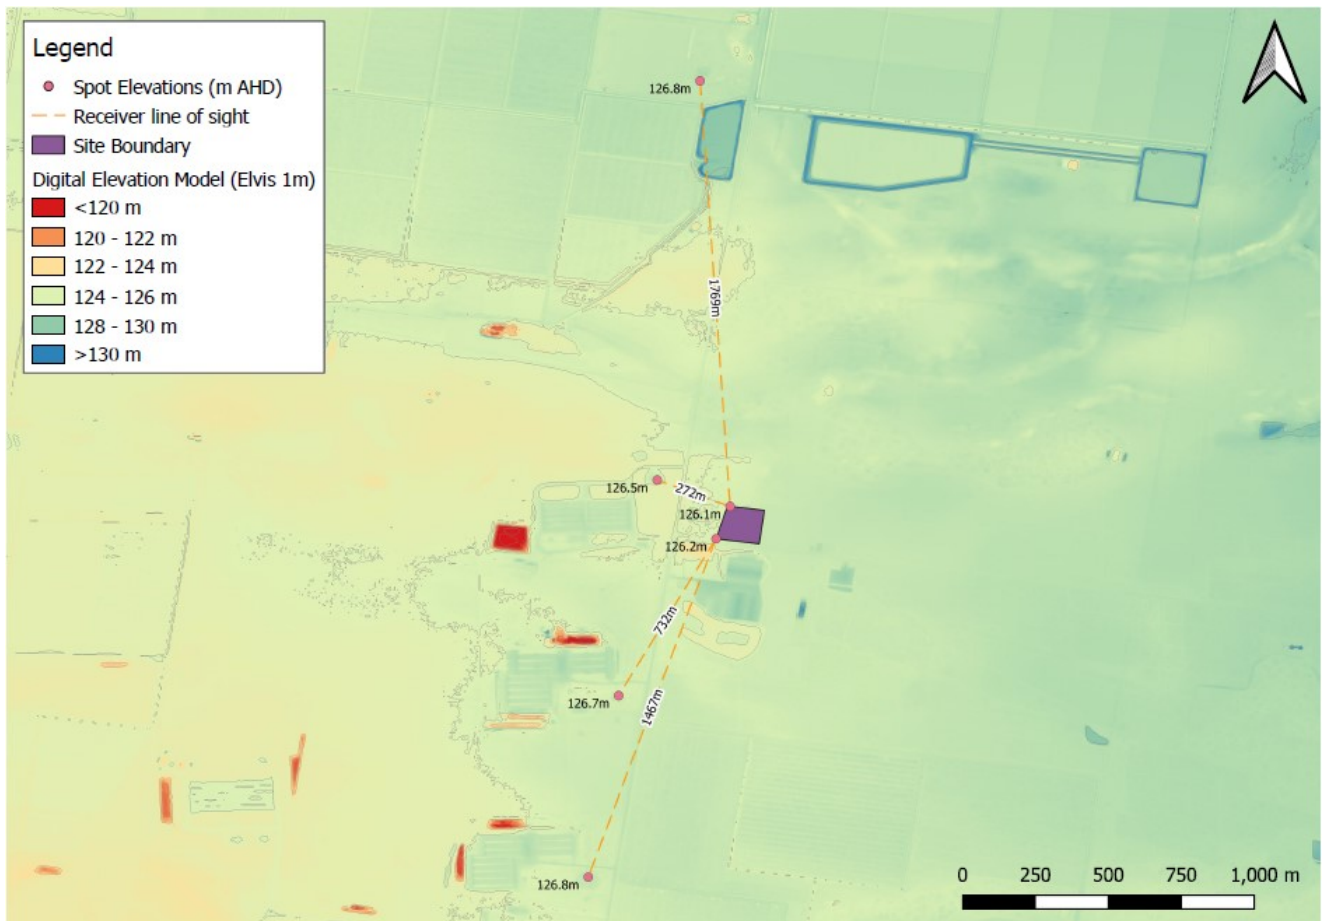 Legend
Spot Elevations (m AHD)
Receiver line of sight
Site Boundary
Digital Elevation Model (Elvis 1m)
<120 m
120 - 122 m
122 - 124 m
124 - 126 m
128 - 130 m
>130 m
126.8m
1769m
126.5m
272m
126.1m
126.2m
732m
126.7m
1467m
126.8m
0 250 500 750 1,000 m